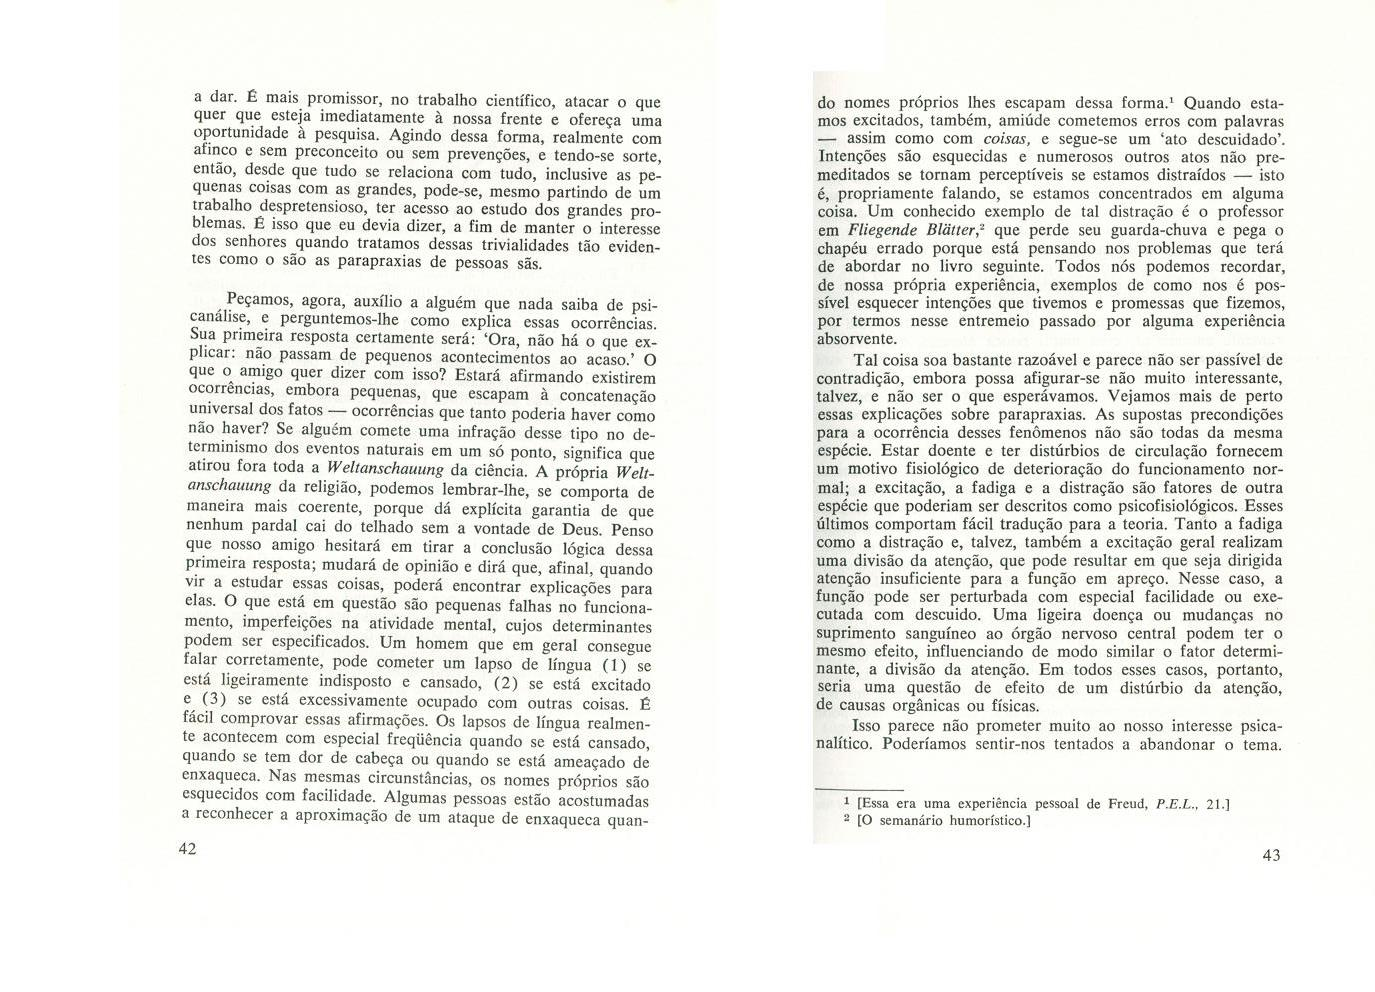 a dar. É mais promissor, no trabalho científico, atacar o que
quer que esteja imediatamente à nossa frente e ofereça uma
oportunidade à pesquisa. Agindo dessa forma, realmente com
afinco e sem preconceito ou sem prevenções, e tendo-se sorte,
então, desde que tudo se relaciona com tudo, inclusive as pe-
quenas coisas com as grandes, pode-se, mesmo partindo de um
trabalho despretensioso, ter acesso ao estudo dos grandes pro-
blemas. É isso que eu devia dizer, a fim de manter o interesse
dos senhores quando tratamos dessas trivialidades tão eviden-
tes como o são as parapraxias de pessoas sãs.
Peçamos, agora, auxílio a alguém que nada saiba de psi-
canálise, e perguntemos-lhe como explica essas ocorrências.
Sua primeira resposta certamente será: ‘Ora, não há o que ex-
plicar: não passam de pequenos acontecimentos ao acaso.’ O
que o amigo quer dizer com isso? Estará afirmando existirem
ocorrências, embora pequenas, que escapam à concatenação
universal dos fatos — ocorrências que tanto poderia haver como
não haver? Se alguém comete uma infração desse tipo no de-
terminismo dos eventos naturais em um só ponto, significa que
atirou fora toda a Weltanschauung da ciência. A própria Welt-
anschauung da religião, podemos lembrar-lhe, se comporta de
maneira mais coerente, porque dá explícita garantia de que
nenhum pardal cai do telhado sem a vontade de Deus. Penso
que nosso amigo hesitará em tirar a conclusão lógica dessa
primeira resposta; mudará de opinião e dirá que, afinal, quando
vir a estudar essas coisas, poderá encontrar explicações para
elas. O que está em questão são pequenas falhas no funciona-
mento, imperfeições na atividade mental, cujos determinantes
podem ser especificados. Um homem que em geral consegue
falar corretamente, pode cometer um lapso de língua (1) se
está ligeiramente indisposto e cansado, (2) se está excitado
e (3) se está excessivamente ocupado com outras coisas. É
fácil comprovar essas afirmações. Os lapsos de língua realmen-
te acontecem com especial freqüência quando se está cansado,
quando se tem dor de cabeça ou quando se está ameaçado de
enxaqueca. Nas mesmas circunstâncias, os nomes próprios são
esquecidos com facilidade. Algumas pessoas estão acostumadas
a reconhecer a aproximação de um ataque de enxaqueca quan-
42
do nomes próprios lhes escapam dessa forma.¹ Quando esta-
mos excitados, também, amiúde cometemos erros com palavras
— assim como com coisas, e segue-se um ‘ato descuidado’.
Intenções são esquecidas e numerosos outros atos não pre-
meditados se tornam perceptíveis se estamos distraídos — isto
é, propriamente falando, se estamos concentrados em alguma
coisa. Um conhecido exemplo de tal distração é o professor
em Fliegende Blätter,² que perde seu guarda-chuva e pega o
chapéu errado porque está pensando nos problemas que terá
de abordar no livro seguinte. Todos nós podemos recordar,
de nossa própria experiência, exemplos de como nos é pos-
sível esquecer intenções que tivemos e promessas que fizemos,
por termos nesse entremeio passado por alguma experiência
absorvente.
Tal coisa soa bastante razoável e parece não ser passível de
contradição, embora possa afigurar-se não muito interessante,
talvez, e não ser o que esperávamos. Vejamos mais de perto
essas explicações sobre parapraxias. As supostas precondições
para a ocorrência desses fenômenos não são todas da mesma
espécie. Estar doente e ter distúrbios de circulação fornecem
um motivo fisiológico de deterioração do funcionamento nor-
mal; a excitação, a fadiga e a distração são fatores de outra
espécie que poderiam ser descritos como psicofisiológicos. Esses
últimos comportam fácil tradução para a teoria. Tanto a fadiga
como a distração e, talvez, também a excitação geral realizam
uma divisão da atenção, que pode resultar em que seja dirigida
atenção insuficiente para a função em apreço. Nesse caso, a
função pode ser perturbada com especial facilidade ou exe-
cutada com descuido. Uma ligeira doença ou mudanças no
suprimento sanguíneo ao órgão nervoso central podem ter o
mesmo efeito, influenciando de modo similar o fator determi-
nante, a divisão da atenção. Em todos esses casos, portanto,
seria uma questão de efeito de um distúrbio da atenção,
de causas orgânicas ou físicas.
Isso parece não prometer muito ao nosso interesse psica-
nalítico. Poderíamos sentir-nos tentados a abandonar o tema.
¹ [Essa era uma experiência pessoal de Freud, P.E.L., 21.]
² [O semanário humorístico.]
43